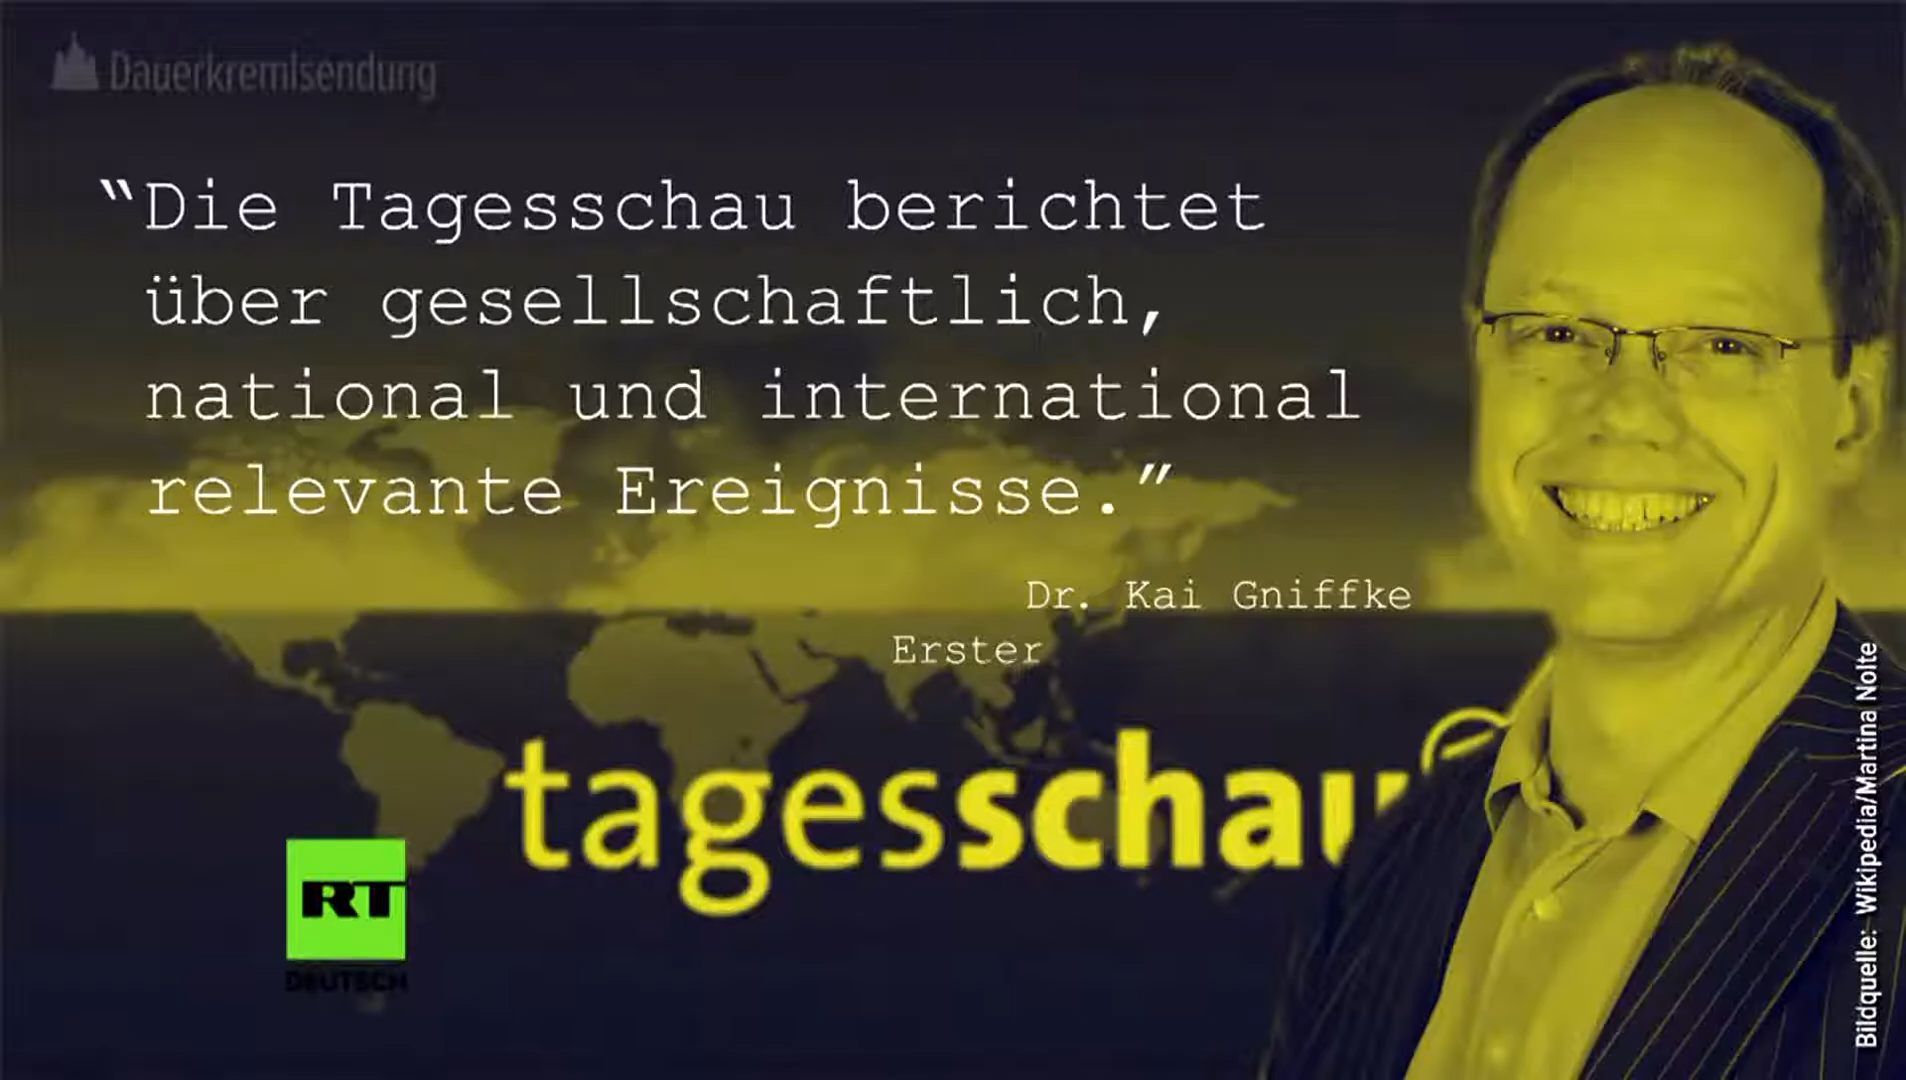 Dauerkremlsendung
“Die Tagesschau berichtet
über gesellschaftlich,
national und international
relevante Ereignisse.”
Dr. Kai Gniffke
Erster
tagesschau
RT
DEUTSCH
Bildquelle: Wikipedia/Martina Nolte